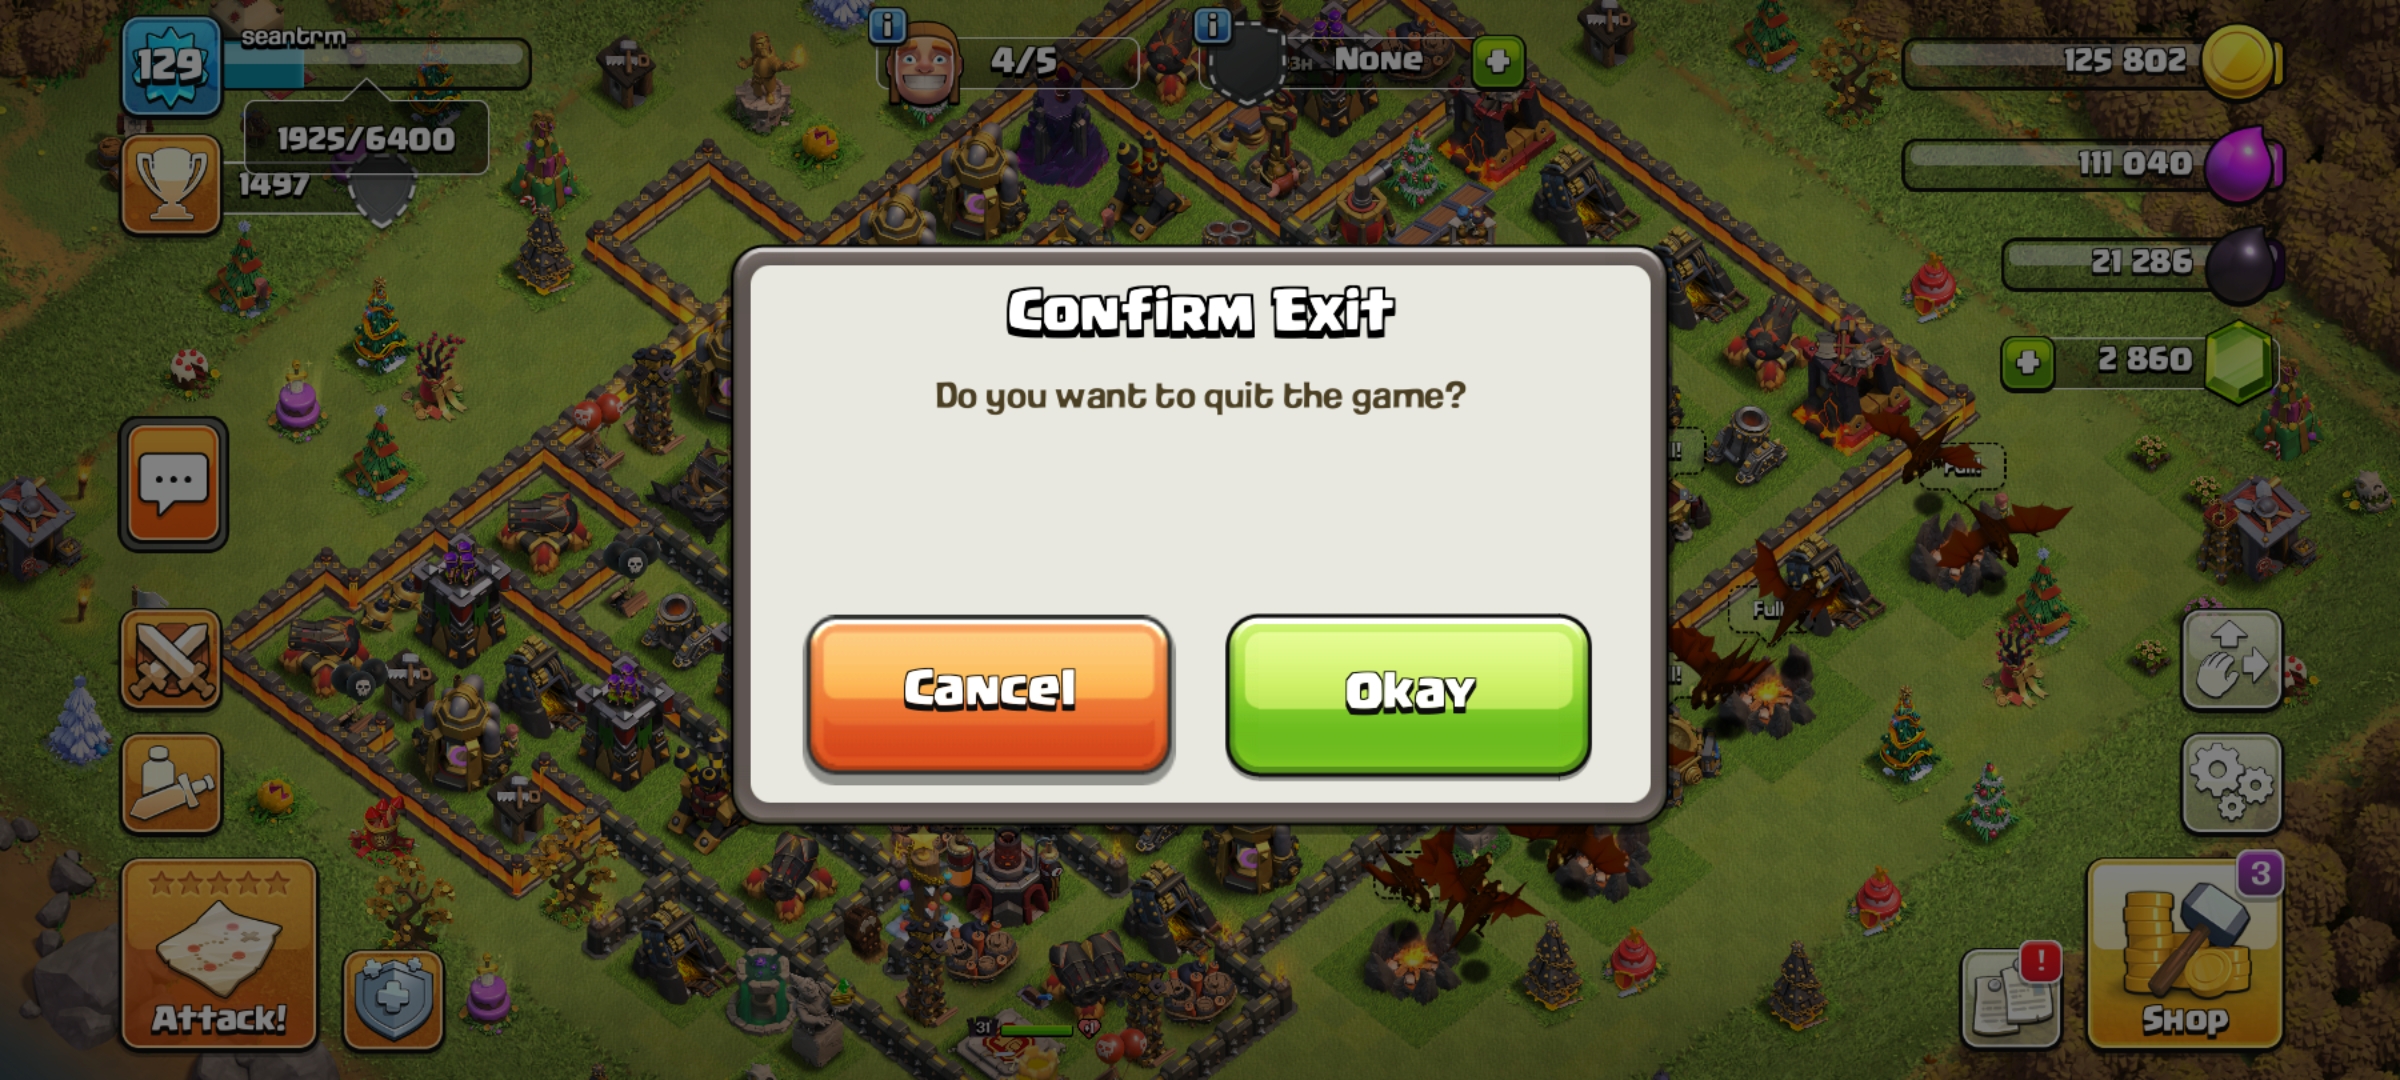 129
seantrm
1925/6400
1497
4/5
3H
None
125 802
111 040
21 286
2 860
Confirm Exit
Do you want to quit the game?
Cancel
Okay
Full!
Full
Attack!
31
3
!
Shop